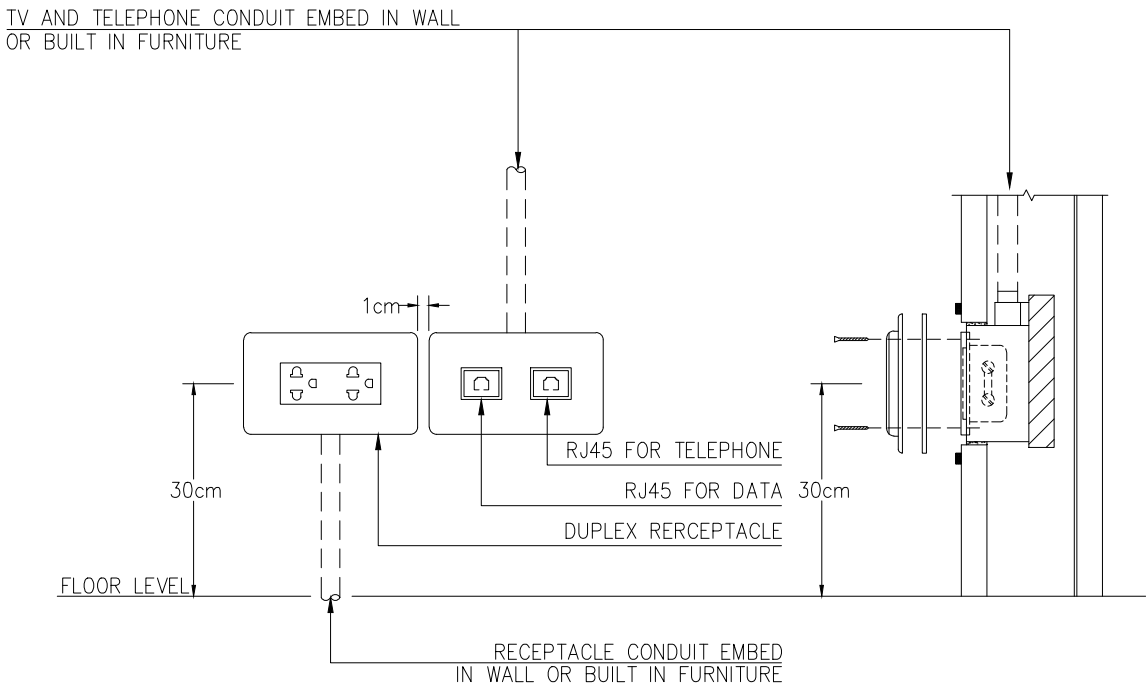 TV AND TELEPHONE CONDUIT EMBED IN WALL
OR BUILT IN FURNITURE
1cm
RJ45 FOR TELEPHONE
30cm
RJ45 FOR DATA
30cm
DUPLEX RERCEPTACLE
FLOOR LEVEL
RECEPTACLE CONDUIT EMBED
IN WALL OR BUILT IN FURNITURE